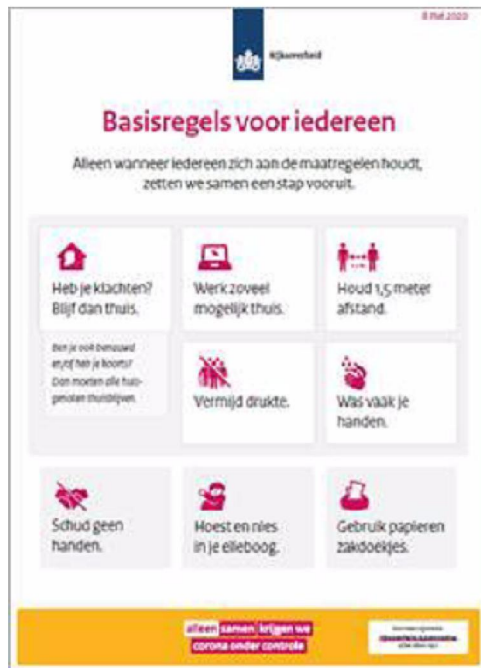 8 mei 2020
Rijksoverheid
Basisregels voor iedereen
Alleen wanneer iedereen zich aan de maatregelen houdt,
zetten we samen een stap vooruit.
Heb je klachten?
Blijf dan thuis.
Ben je ook benauwd
en/of heb je koorts?
Dan moeten alle huis-
genoten thuisblijven.
Werk zoveel
mogelijk thuis.
Houd 1,5 meter
afstand.
Vermijd drukte.
Was vaak je
handen.
Schud geen
handen.
Hoest en nies
in je elleboog.
Gebruik papieren
zakdoekjes.
alleen samen krijgen we
corona onder controle